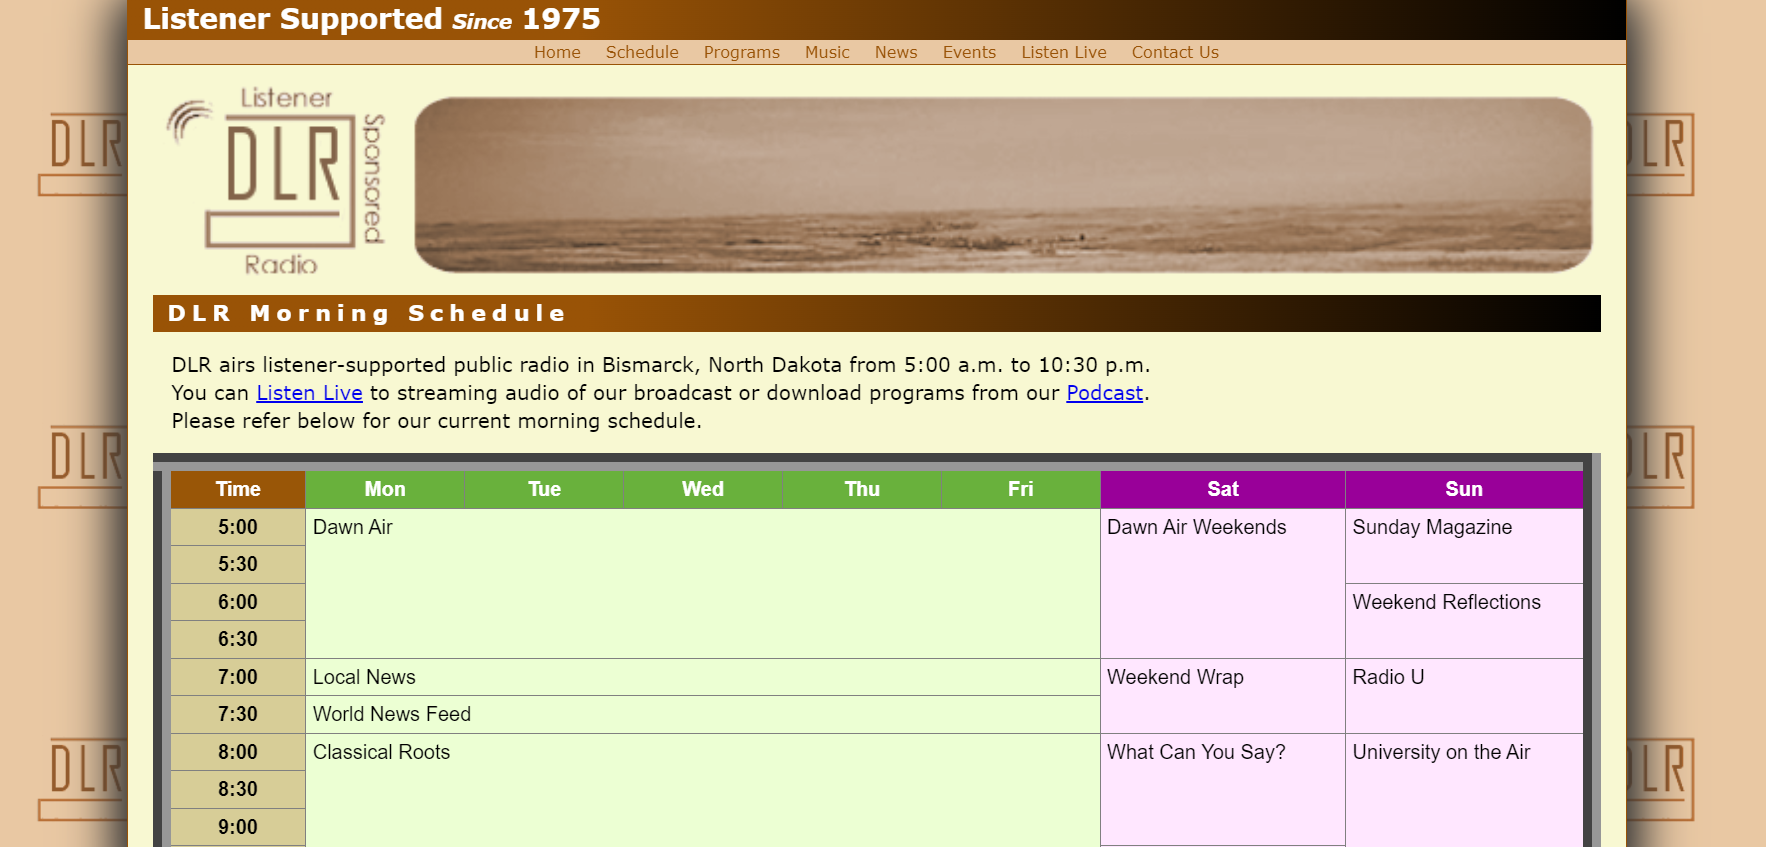 Listener Supported Since 1975
Home Schedule Programs Music News Events Listen Live Contact Us
Listener
DLR
Sponsored
Radio
DLR
DLR
DLR Morning Schedule
DLR airs listener-supported public radio in Bismarck, North Dakota from 5:00 a.m. to 10:30 p.m.
You can Listen Live to streaming audio of our broadcast or download programs from our Podcast.
Please refer below for our current morning schedule.
DLR
DLR
Time Mon Tue Wed Thu Fri Sat Sun
5:00 Dawn Air Dawn Air Weekends Sunday Magazine
5:30
6:00 Weekend Reflections
6:30
7:00 Local News Weekend Wrap Radio U
7:30 World News Feed
8:00 Classical Roots What Can You Say? University on the Air
DLR
DLR
8:30
9:00